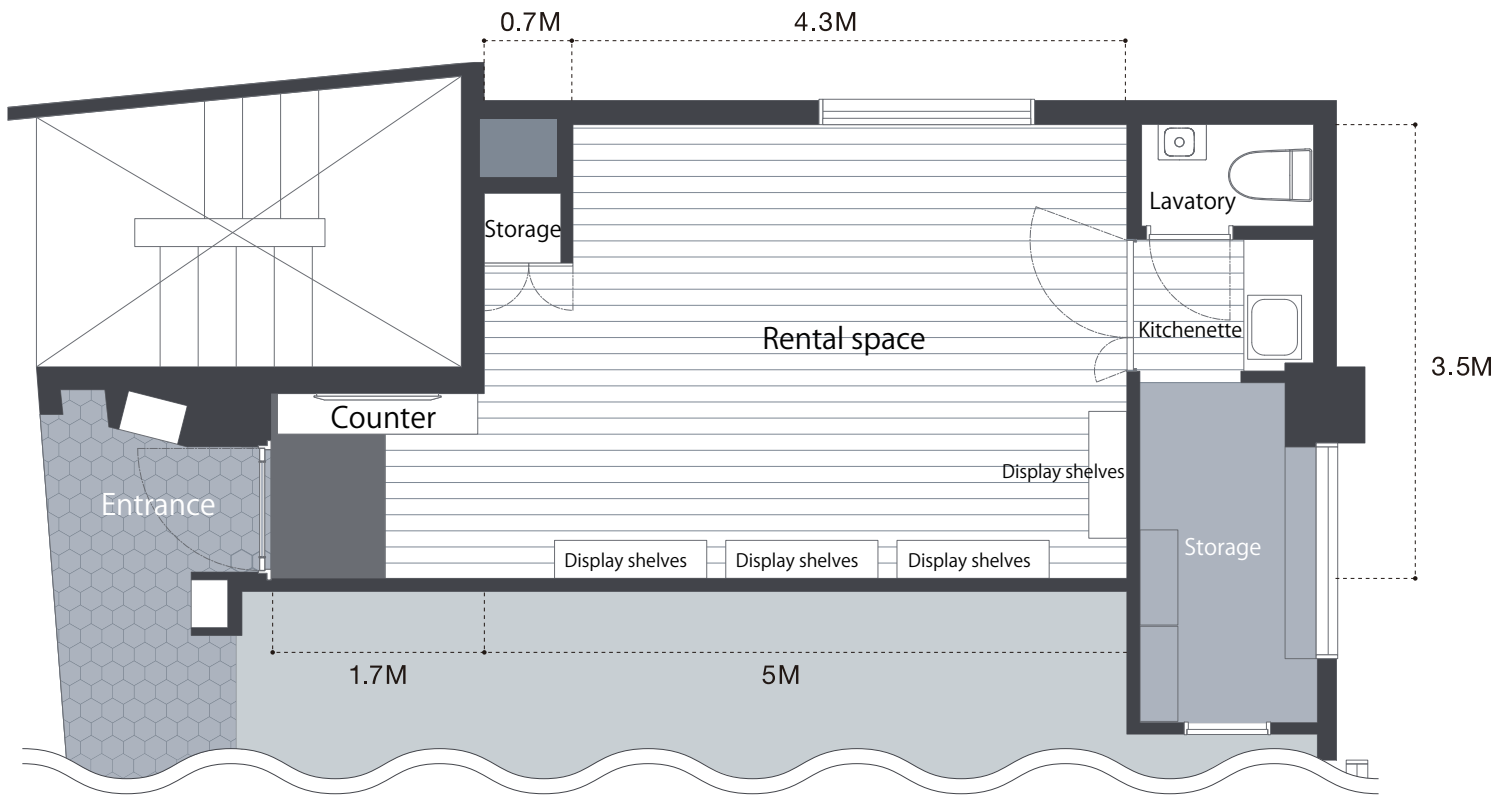 0.7M
4.3M
Lavatory
Storage
Kitchenette
Rental space
3.5M
Counter
Display shelves
Entrance
Storage
Display shelves
Display shelves
Display shelves
1.7M
5M